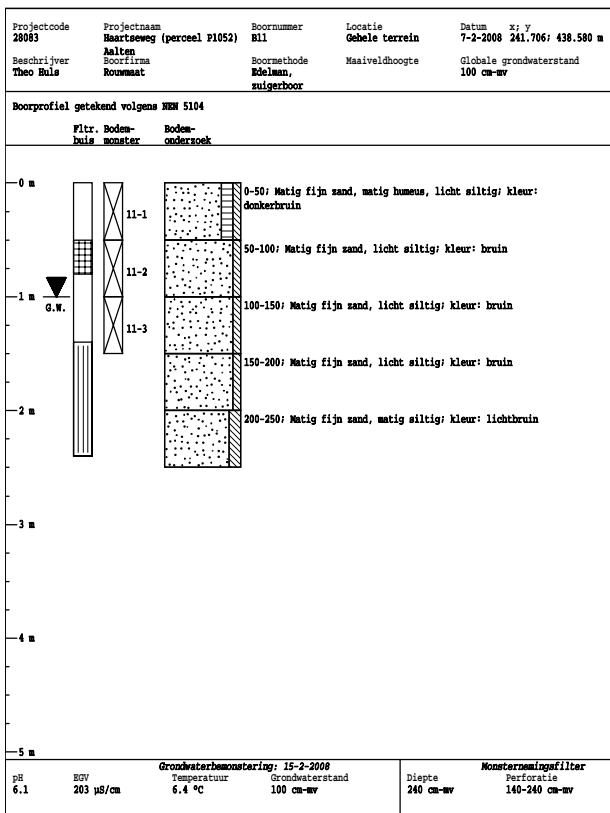 Projectcode Projectnaam Boornummer Locatie Datum x; y
28083 Haartseweg (perceel P1052) B11 Gehele terrein 7-2-2008 241.706; 438.580 m
Aalten
Beschrijver Boorfirma Boormethode Maaiveldhoogte Globale grondwaterstand
Theo Huls Rouwmaat Edelman, 100 cm-mv
zuigerboor
Boorprofiel getekend volgens NEN 5104
Fltr. Bodem- Bodem-
buis monster onderzoek
0 m
0-50; Matig fijn zand, matig humeus, licht siltig; kleur:
donkerbruin
11-1
50-100; Matig fijn zand, licht siltig; kleur: bruin
11-2
1 m
G.W.
100-150; Matig fijn zand, licht siltig; kleur: bruin
11-3
150-200; Matig fijn zand, licht siltig; kleur: bruin
2 m
200-250; Matig fijn zand, matig siltig; kleur: lichtbruin
3 m
4 m
5 m
Grondwaterbemonstering: 15-2-2008 Monsternemingsfilter
pH EGV Temperatuur Grondwaterstand Diepte Perforatie
6.1 203 µS/cm 6.4 °C 100 cm-mv 240 cm-mv 140-240 cm-mv